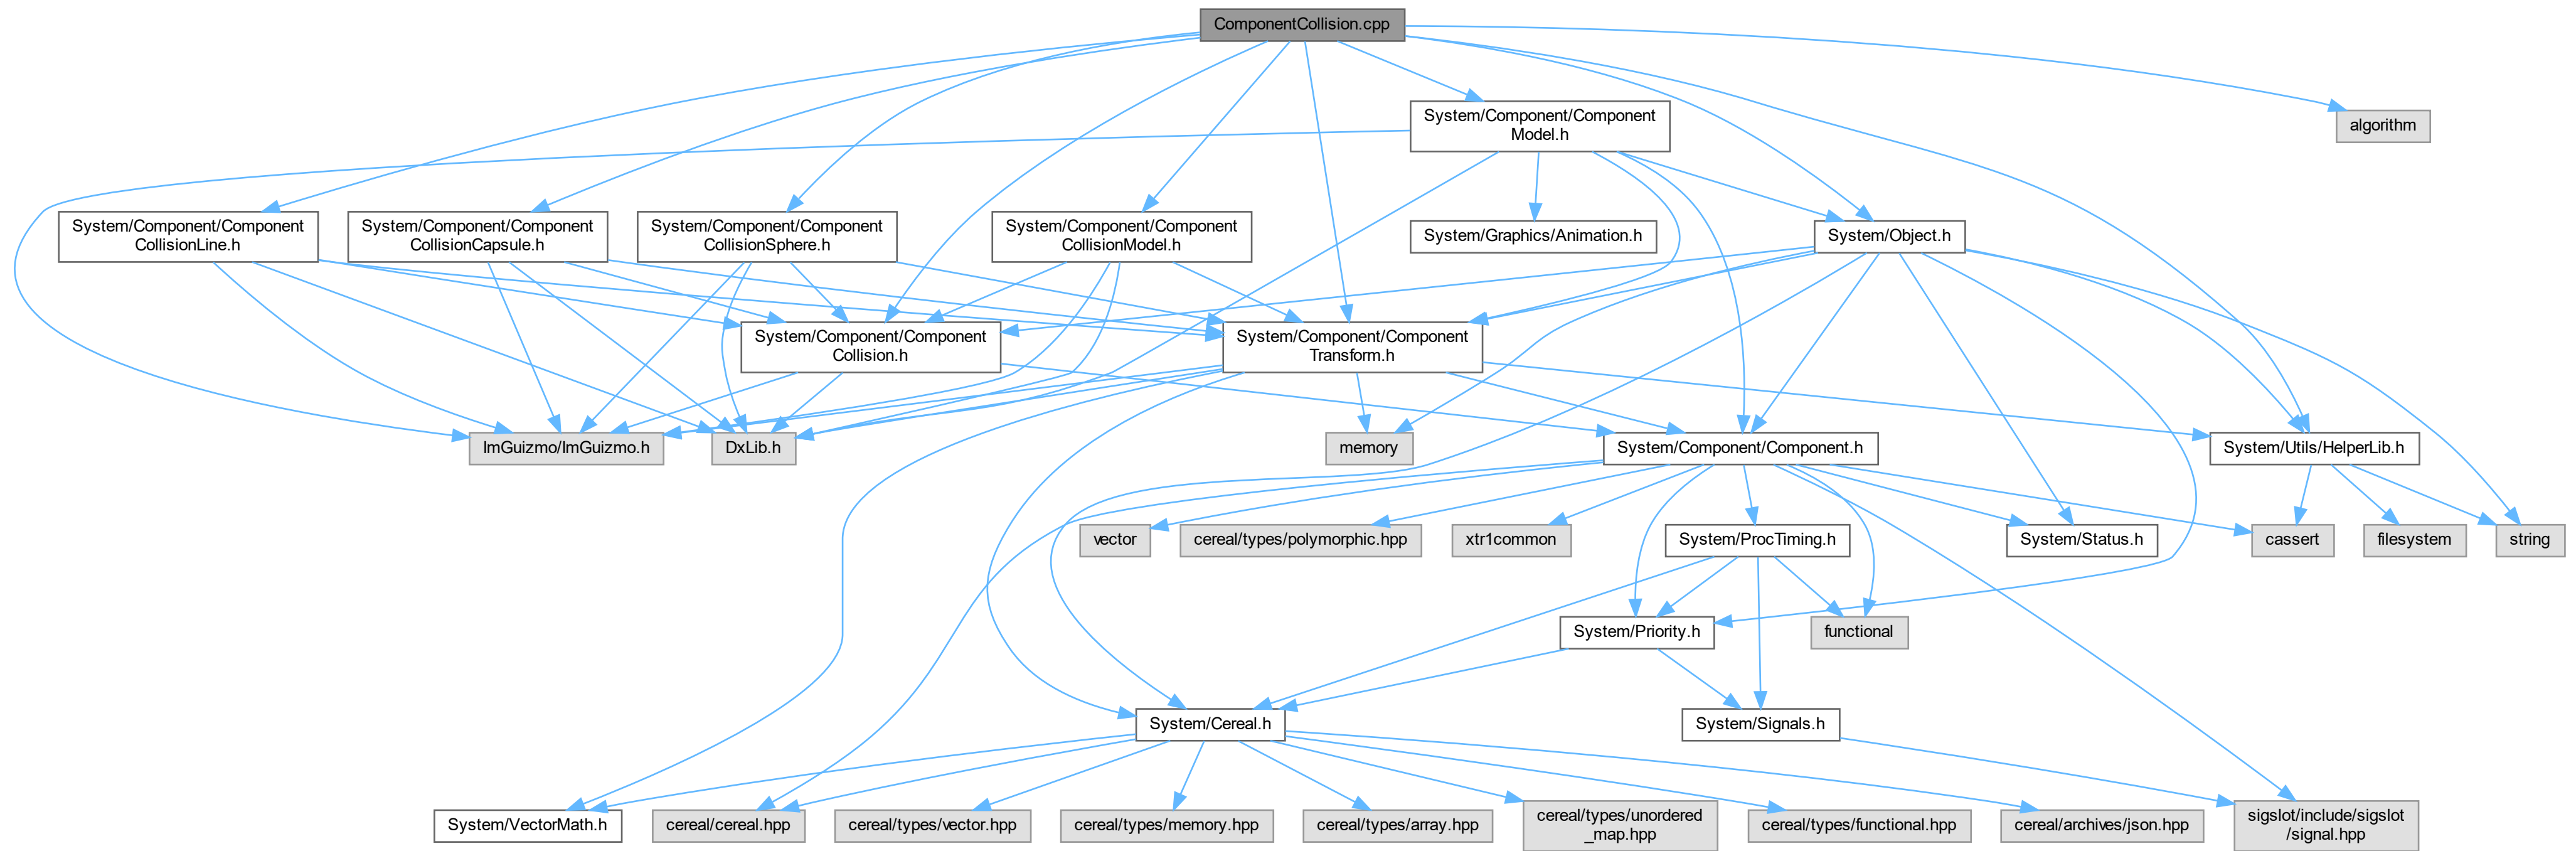 ComponentCollision.cpp
System/Component/Component
Model.h
algorithm
System/Component/Component
CollisionLine.h
System/Component/Component
CollisionCapsule.h
System/Component/Component
CollisionSphere.h
System/Component/Component
CollisionModel.h
System/Graphics/Animation.h
System/Object.h
System/Component/Component
Collision.h
System/Component/Component
Transform.h
ImGuizmo/ImGuizmo.h
DxLib.h
memory
System/Component/Component.h
System/Utils/HelperLib.h
vector
cereal/types/polymorphic.hpp
xtr1common
System/ProcTiming.h
System/Status.h
cassert
filesystem
string
System/Priority.h
functional
System/Cereal.h
System/Signals.h
System/VectorMath.h
cereal/cereal.hpp
cereal/types/vector.hpp
cereal/types/memory.hpp
cereal/types/array.hpp
cereal/types/unordered
_map.hpp
cereal/types/functional.hpp
cereal/archives/json.hpp
sigslot/include/sigslot
/signal.hpp